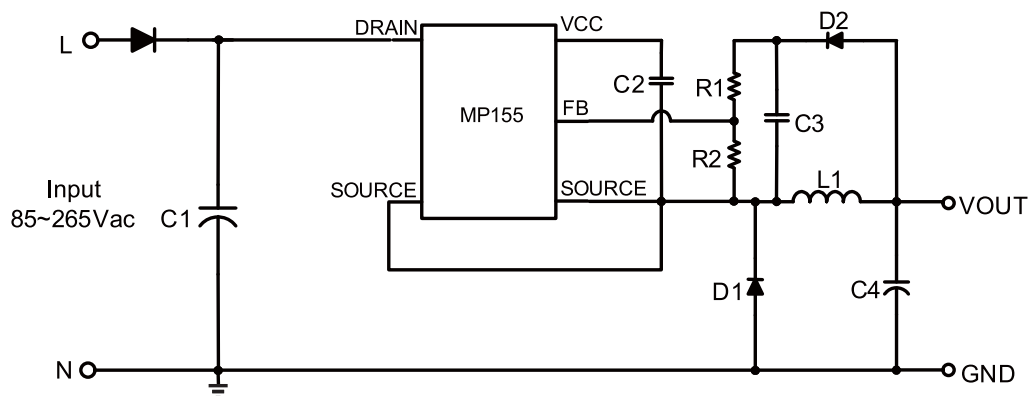 L
DRAIN
VCC
D2
C2
R1
MP155
FB
C3
R2
Input
85~265Vac
C1
SOURCE
SOURCE
L1
VOUT
D1
C4
N
GND